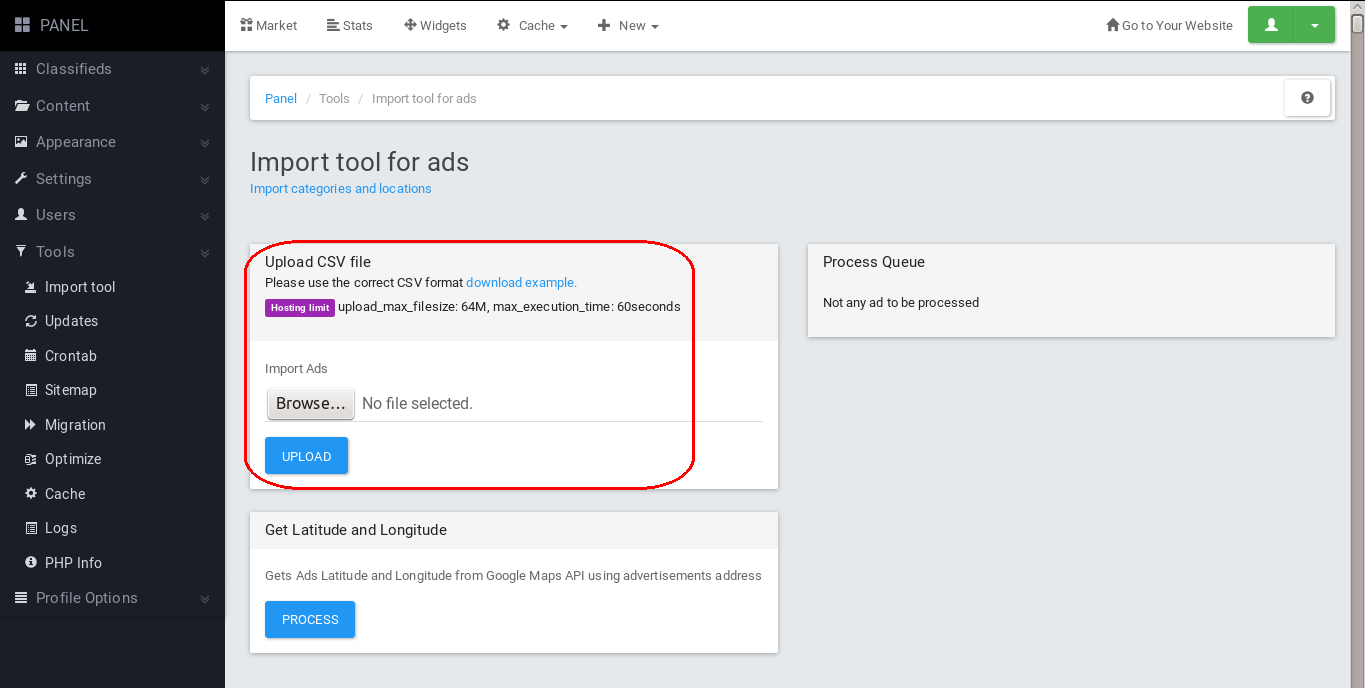 PANEL
Market Stats Widgets Cache New Go to Your Website
Classifieds
Content
Appearance
Settings
Users
Tools
Import tool
Updates
Crontab
Sitemap
Migration
Optimize
Cache
Logs
PHP Info
Profile Options
Panel / Tools / Import tool for ads
Import tool for ads
Import categories and locations
Upload CSV file
Please use the correct CSV format download example.
Hosting limit upload_max_filesize: 64M, max_execution_time: 60seconds
Import Ads
Browse... No file selected.
UPLOAD
Process Queue
Not any ad to be processed
Get Latitude and Longitude
Gets Ads Latitude and Longitude from Google Maps API using advertisements address
PROCESS